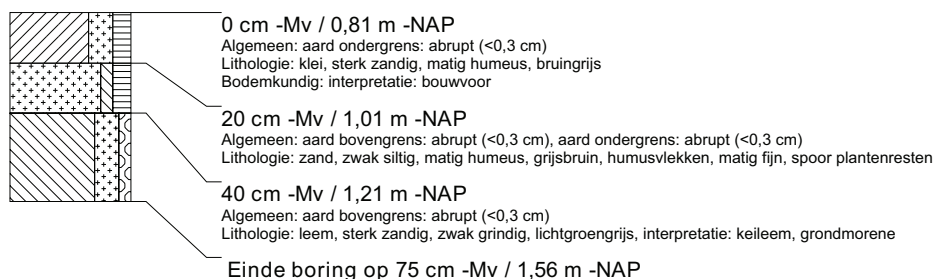 0 cm -Mv / 0,81 m -NAP
Algemeen: aard ondergrens: abrupt (<0,3 cm)
Lithologie: klei, sterk zandig, matig humeus, bruingrijs
Bodemkundig: interpretatie: bouwvoor
20 cm -Mv / 1,01 m -NAP
Algemeen: aard bovengrens: abrupt (<0,3 cm), aard ondergrens: abrupt (<0,3 cm)
Lithologie: zand, zwak siltig, matig humeus, grijsbruin, humusvlekken, matig fijn, spoor plantenresten
40 cm -Mv / 1,21 m -NAP
Algemeen: aard bovengrens: abrupt (<0,3 cm)
Lithologie: leem, sterk zandig, zwak grindig, lichtgroengrijs, interpretatie: keileem, grondmorene
Einde boring op 75 cm -Mv / 1,56 m -NAP